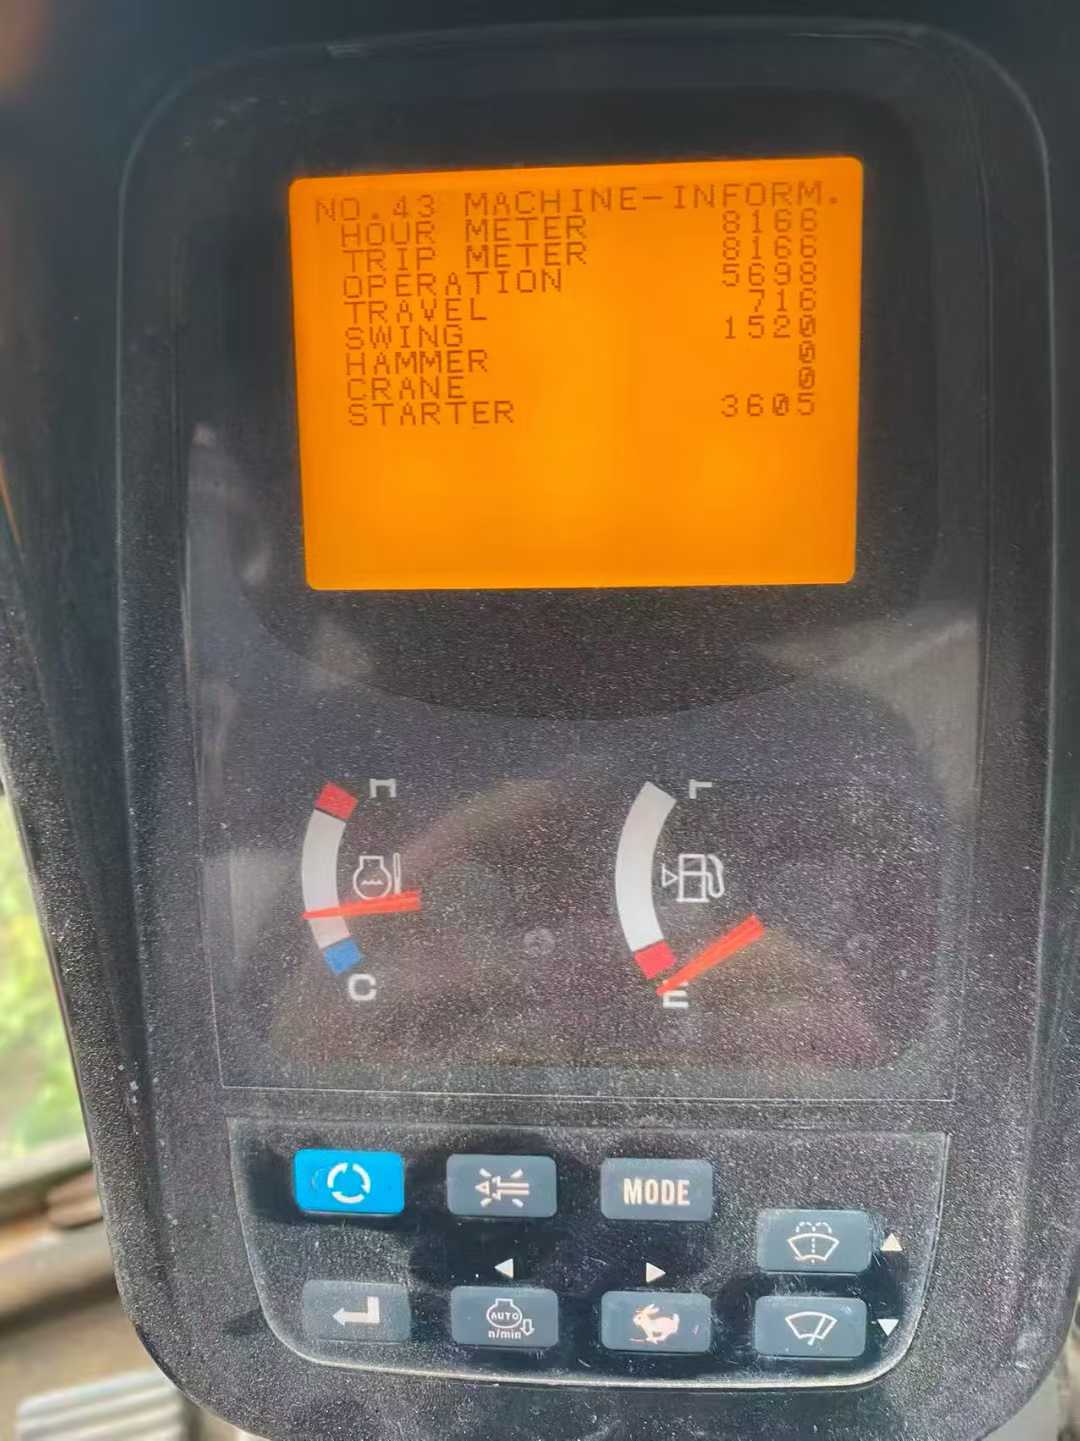 NO.43 MACHINE-INFORM.
HOUR METER 8166
TRIP METER 8166
OPERATION 5698
TRAVEL 716
SWING 1520
HAMMER 0
CRANE 0
STARTER 3605
C
E
MODE
AUTO
n/min